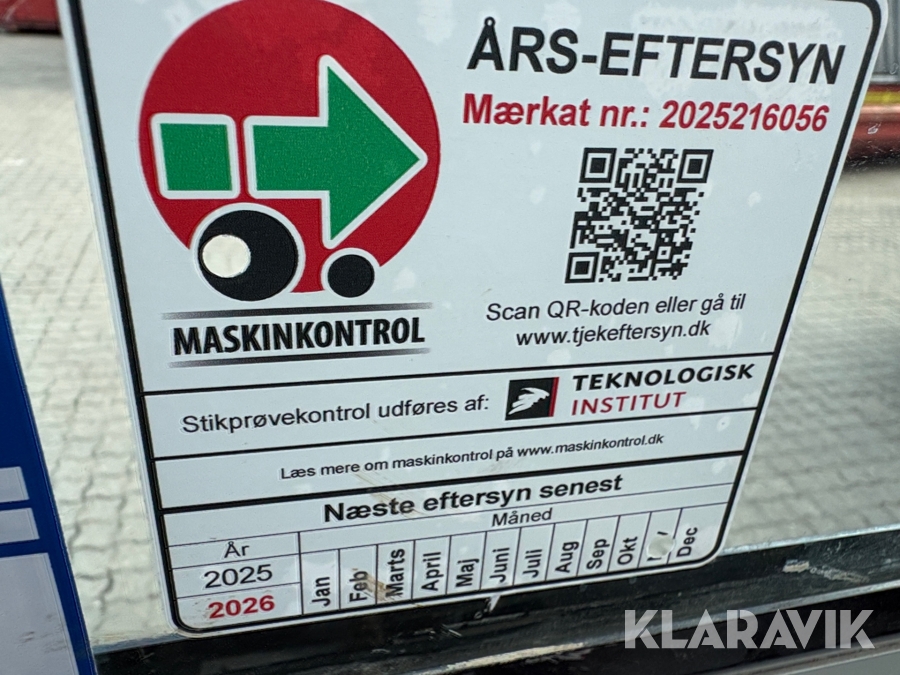 ÅRS-EFTERSYN
Mærkat nr.: 2025216056
Scan QR-koden eller gå til
www.tjekeftersyn.dk
MASKINKONTROL
Stikprøvekontrol udføres af:
TEKNOLOGISK
INSTITUT
Læs mere om maskinkontrol på www.maskinkontrol.dk
Næste eftersyn senest
År
Måned
2025
2026
Jan
Feb
Marts
April
Maj
Juni
Juli
Aug
Sep
Okt
Dec
KLARAVIK